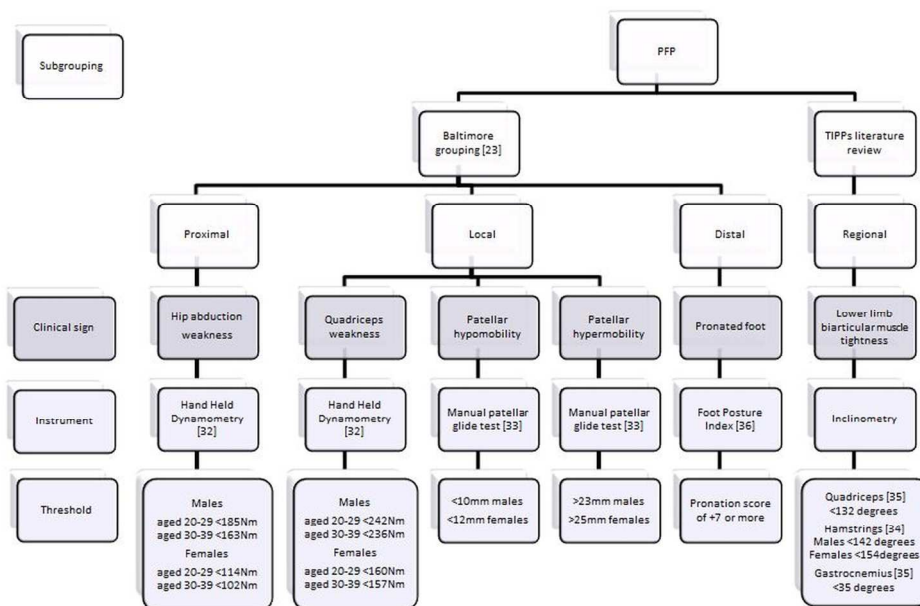 PFP
Subgrouping
Baltimore
grouping [23]
TIPPs literature
review
Proximal
Local
Distal
Regional
Clinical sign
Hip abduction
weakness
Quadriceps
weakness
Patellar
hypomobility
Patellar
hypermobility
Pronated foot
Lower limb
biarticular muscle
tightness
Instrument
Hand Held
Dynamometry
[32]
Hand Held
Dynamometry
[32]
Manual patellar
glide test [33]
Manual patellar
glide test [33]
Foot Posture
Index [36]
Inclinometry
Threshold
Males
aged 20-29 <185Nm
aged 30-39 <163Nm
Females
aged 20-29 <114Nm
aged 30-39 <102Nm
Males
aged 20-29 <242Nm
aged 30-39 <236Nm
Females
aged 20-29 <160Nm
aged 30-39 <157Nm
<10mm males
<12mm females
>23mm males
>25mm females
Pronation score
of +7 or more
Quadriceps [35]
<132 degrees
Hamstrings [34]
Males <142 degrees
Females <154degrees
Gastrocnemius [35]
<35 degrees